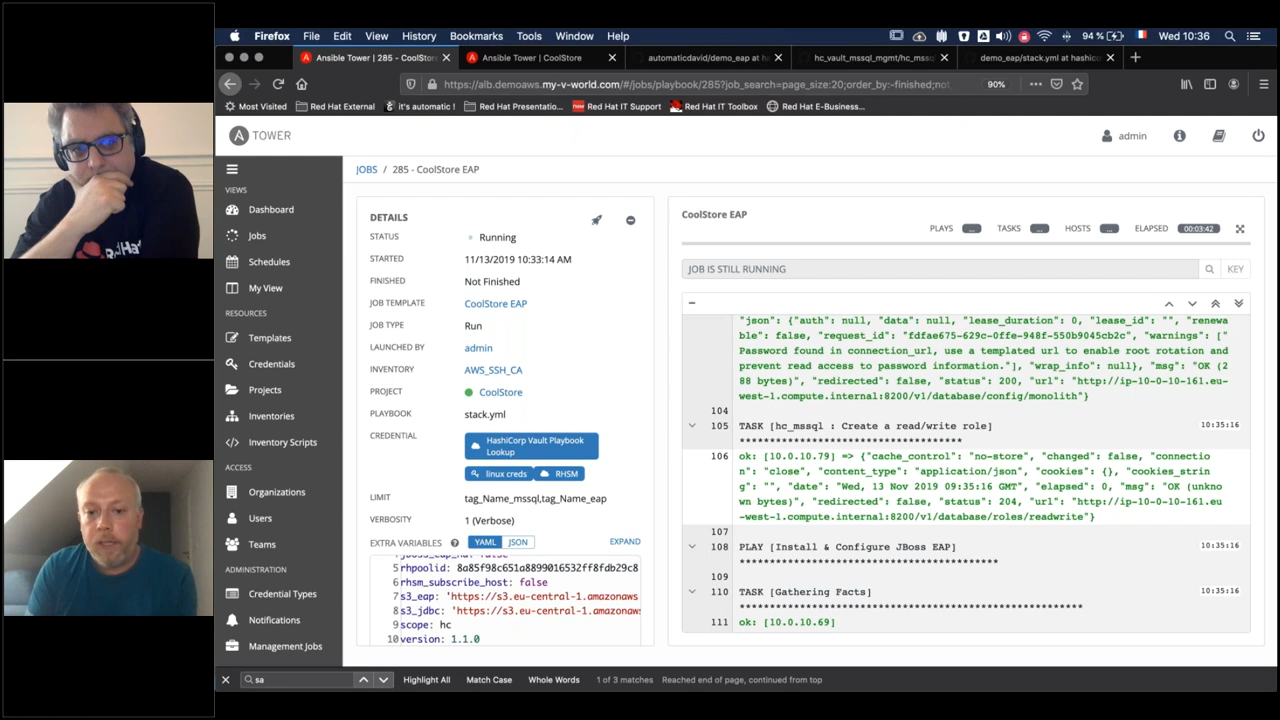 Firefox File Edit View History Bookmarks Tools Window Help 94 % Wed 10:36
Ansible Tower | 285 - CoolStor Ansible Tower | CoolStore automaticdavid/demo_eap at h hc_vault_mssql_mgmt/hc_mssq demo_eap/stack.yml at hashic
https://alb.demoaws.my-v-world.com/#/jobs/playbook/285?job_search=page_size:20;order_by:-finished;not_ 90%
Most Visited Red Hat External it's automatic ! Red Hat Presentatio... Red Hat IT Support Red Hat IT Toolbox Red Hat E-Business...
A TOWER admin
JOBS / 285 - CoolStore EAP
VIEWS
Dashboard
Jobs
Schedules
My View
RESOURCES
Templates
Credentials
Projects
Inventories
Inventory Scripts
ACCESS
Organizations
Users
Teams
ADMINISTRATION
Credential Types
Notifications
Management Jobs
DETAILS
STATUS Running
STARTED 11/13/2019 10:33:14 AM
FINISHED Not Finished
JOB TEMPLATE CoolStore EAP
JOB TYPE Run
LAUNCHED BY admin
INVENTORY AWS_SSH_CA
PROJECT CoolStore
PLAYBOOK stack.yml
CREDENTIAL HashiCorp Vault Playbook
Lookup
linux creds RHSM
LIMIT tag_Name_mssql,tag_Name_eap
VERBOSITY 1 (Verbose)
EXTRA VARIABLES YAML JSON EXPAND
5 rhpoolid: 8a85f98c651a8899016532ff8fdb29c8
6 rhsm_subscribe_host: false
7 s3_eap: 'https://s3.eu-central-1.amazonaws
8 s3_jdbc: 'https://s3.eu-central-1.amazonaws
9 scope: hc
10 version: 1.1.0
CoolStore EAP
PLAYS ... TASKS ... HOSTS ... ELAPSED 00:03:42
JOB IS STILL RUNNING KEY
"json": {"auth": null, "data": null, "lease_duration": 0, "lease_id": "", "renewa
ble": false, "request_id": "fdfae675-629c-0ffe-948f-550b9045cb2c", "warnings": ["
Password found in connection_url, use a templated url to enable root rotation and
prevent read access to password information."], "wrap_info": null}, "msg": "OK (2
88 bytes)", "redirected": false, "status": 200, "url": "http://ip-10-0-10-161.eu-
west-1.compute.internal:8200/v1/database/config/monolith"}
104
105 TASK [hc_mssql : Create a read/write role] 10:35:16
*************************************
106 ok: [10.0.10.79] => {"cache_control": "no-store", "changed": false, "connectio
n": "close", "content_type": "application/json", "cookies": {}, "cookies_strin
g": "", "date": "Wed, 13 Nov 2019 09:35:16 GMT", "elapsed": 0, "msg": "OK (unkno
wn bytes)", "redirected": false, "status": 204, "url": "http://ip-10-0-10-161.eu
-west-1.compute.internal:8200/v1/database/roles/readwrite"}
107
108 PLAY [Install & Configure JBoss EAP] 10:35:16
*******************************************
109
110 TASK [Gathering Facts] 10:35:16
*********************************************************
111 ok: [10.0.10.69]
sa Highlight All Match Case Whole Words 1 of 3 matches Reached end of page, continued from top